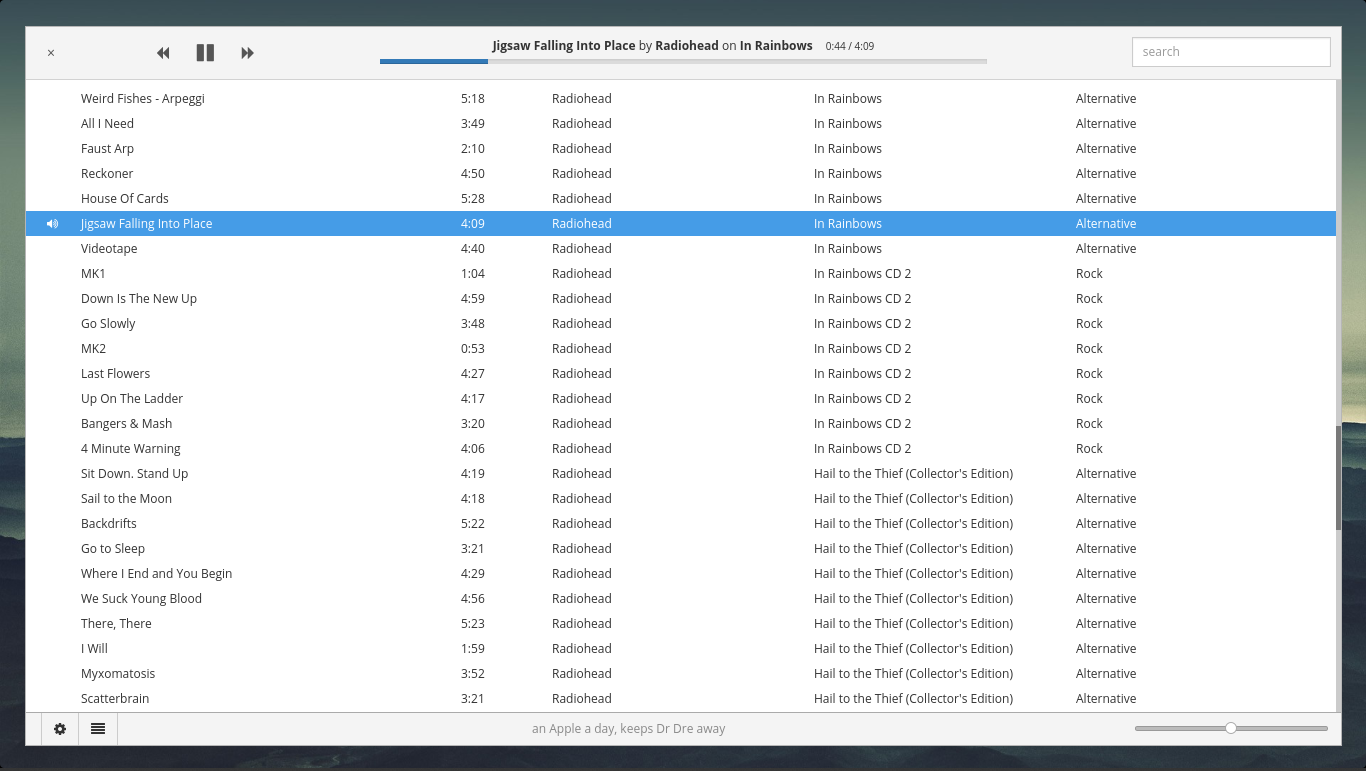 ×
Jigsaw Falling Into Place by Radiohead on In Rainbows 0:44 / 4:09
search
Weird Fishes - Arpeggi 5:18 Radiohead In Rainbows Alternative
All I Need 3:49 Radiohead In Rainbows Alternative
Faust Arp 2:10 Radiohead In Rainbows Alternative
Reckoner 4:50 Radiohead In Rainbows Alternative
House Of Cards 5:28 Radiohead In Rainbows Alternative
Jigsaw Falling Into Place 4:09 Radiohead In Rainbows Alternative
Videotape 4:40 Radiohead In Rainbows Alternative
MK1 1:04 Radiohead In Rainbows CD 2 Rock
Down Is The New Up 4:59 Radiohead In Rainbows CD 2 Rock
Go Slowly 3:48 Radiohead In Rainbows CD 2 Rock
MK2 0:53 Radiohead In Rainbows CD 2 Rock
Last Flowers 4:27 Radiohead In Rainbows CD 2 Rock
Up On The Ladder 4:17 Radiohead In Rainbows CD 2 Rock
Bangers & Mash 3:20 Radiohead In Rainbows CD 2 Rock
4 Minute Warning 4:06 Radiohead In Rainbows CD 2 Rock
Sit Down. Stand Up 4:19 Radiohead Hail to the Thief (Collector's Edition) Alternative
Sail to the Moon 4:18 Radiohead Hail to the Thief (Collector's Edition) Alternative
Backdrifts 5:22 Radiohead Hail to the Thief (Collector's Edition) Alternative
Go to Sleep 3:21 Radiohead Hail to the Thief (Collector's Edition) Alternative
Where I End and You Begin 4:29 Radiohead Hail to the Thief (Collector's Edition) Alternative
We Suck Young Blood 4:56 Radiohead Hail to the Thief (Collector's Edition) Alternative
There, There 5:23 Radiohead Hail to the Thief (Collector's Edition) Alternative
I Will 1:59 Radiohead Hail to the Thief (Collector's Edition) Alternative
Myxomatosis 3:52 Radiohead Hail to the Thief (Collector's Edition) Alternative
Scatterbrain 3:21 Radiohead Hail to the Thief (Collector's Edition) Alternative
an Apple a day, keeps Dr Dre away